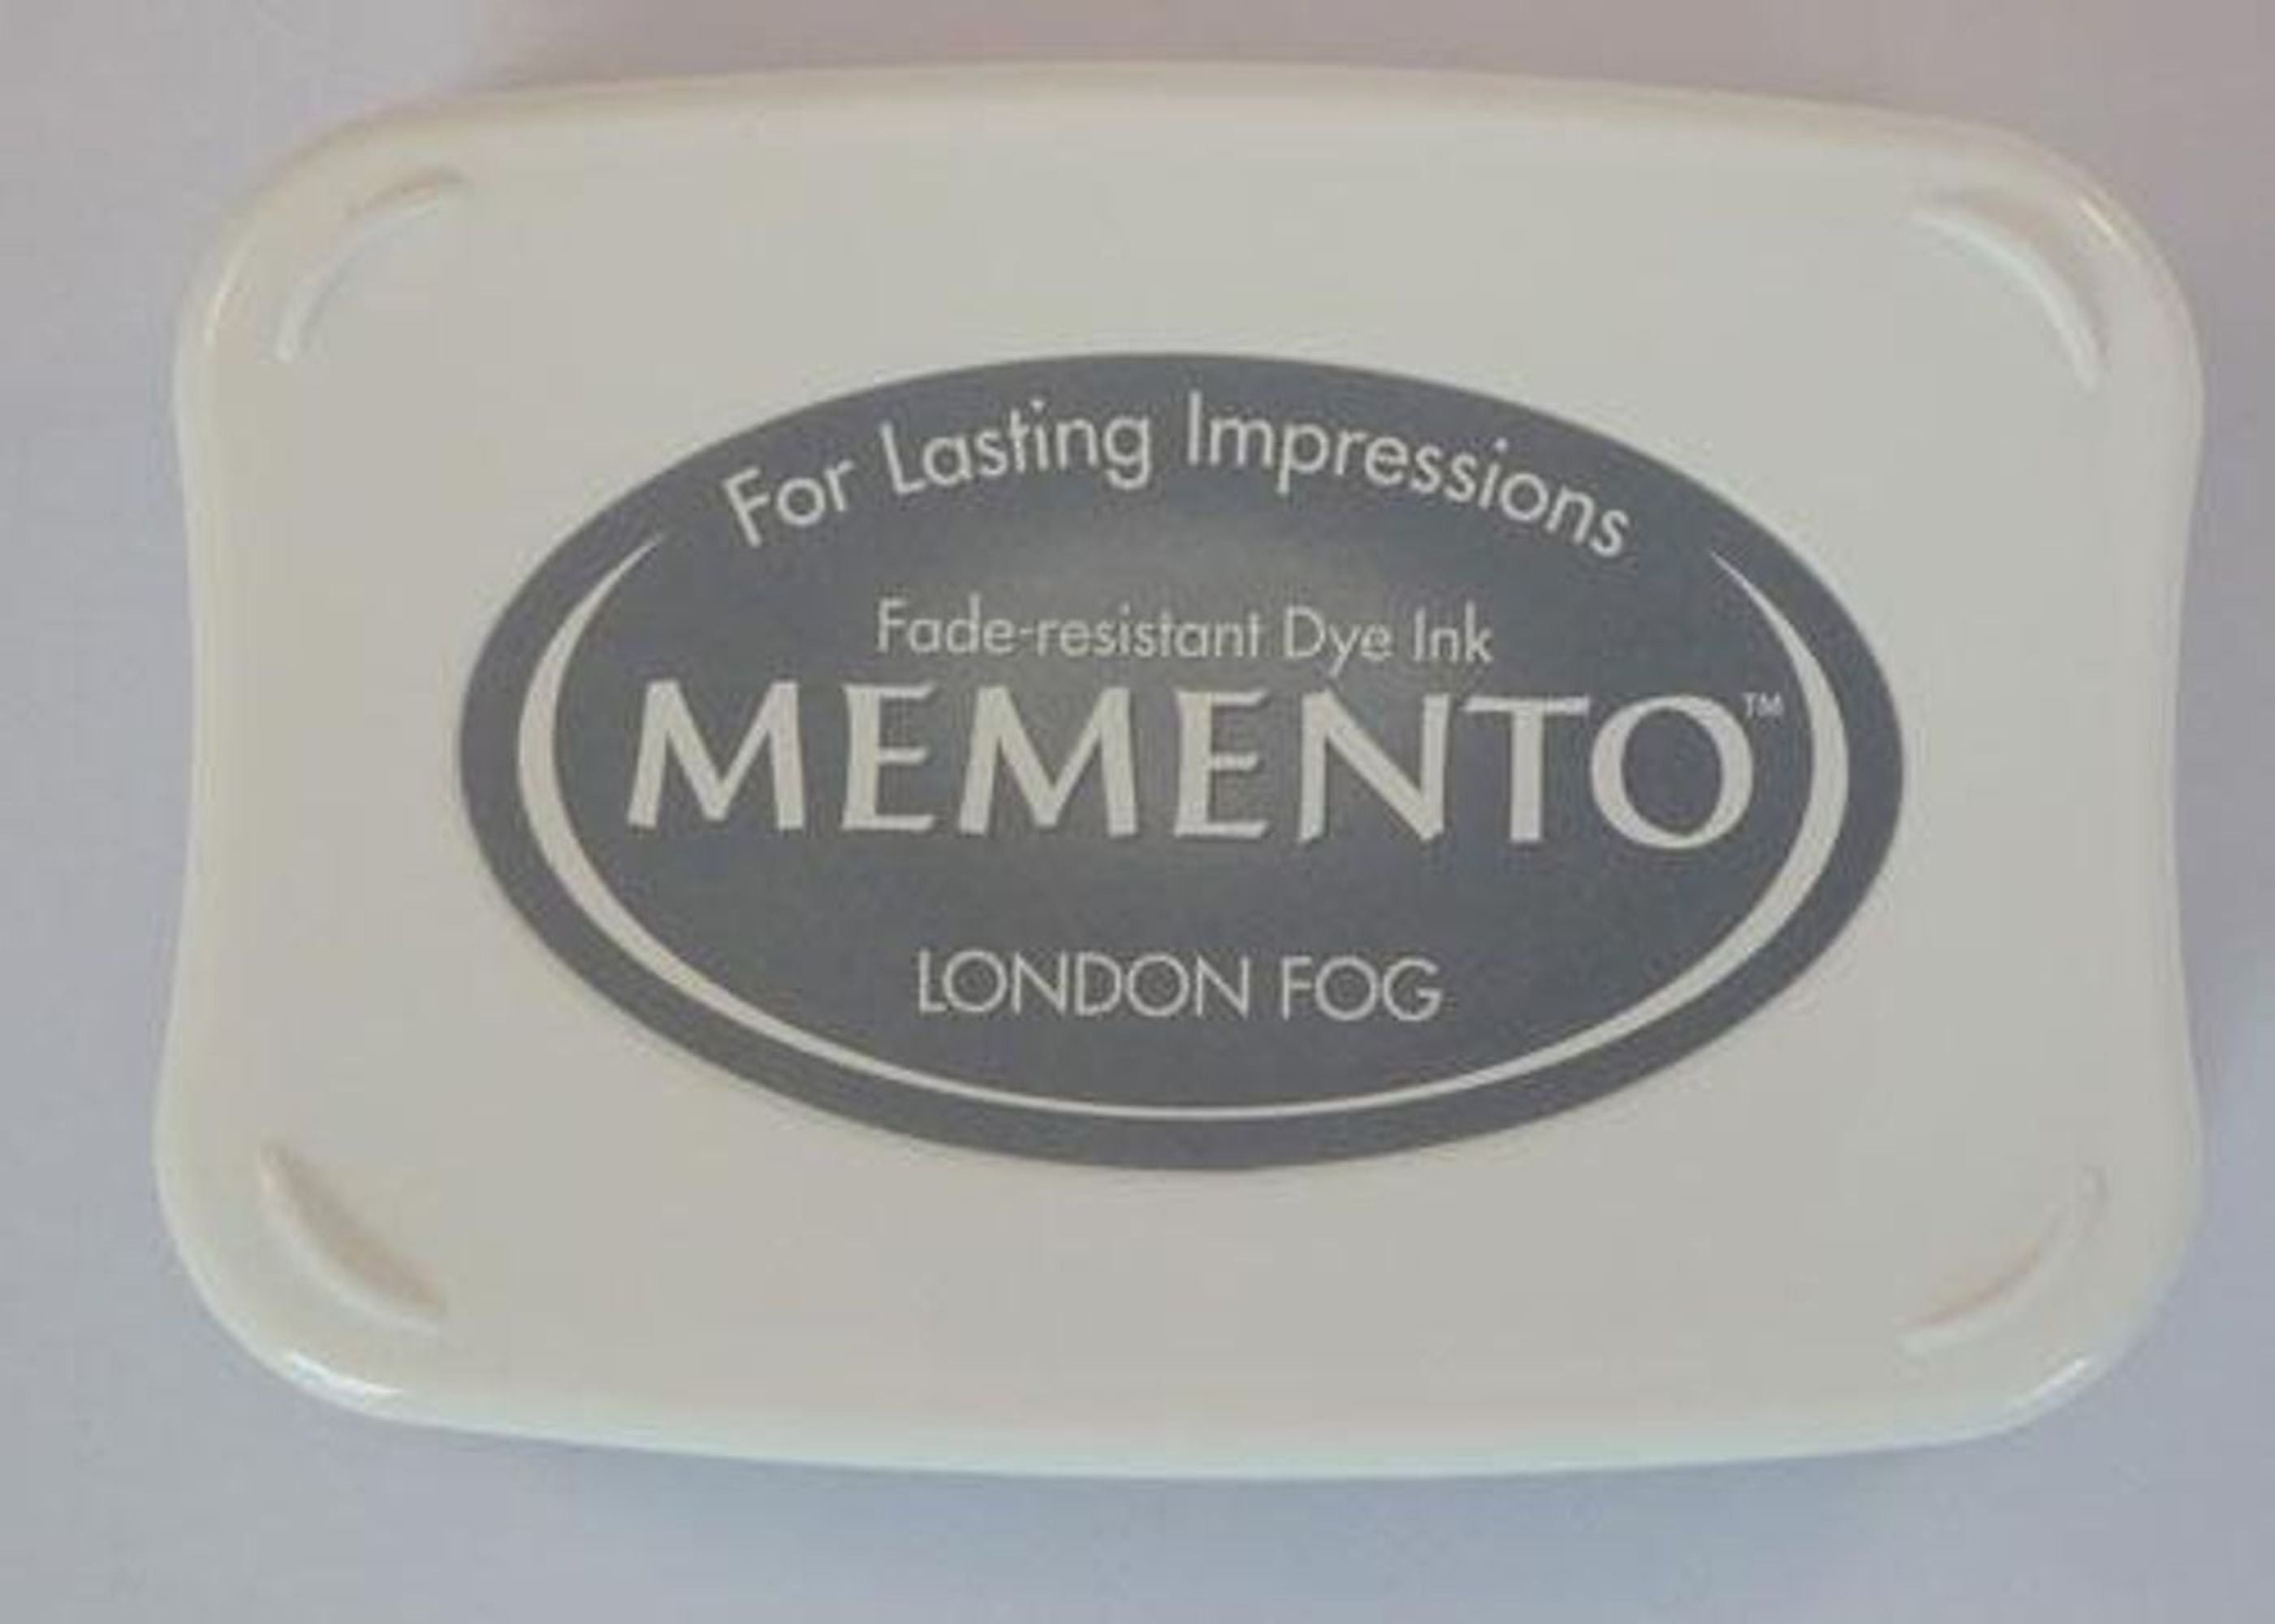 For Lasting Impressions
Fade-resistant Dye Ink
MEMENTO™
LONDON FOG